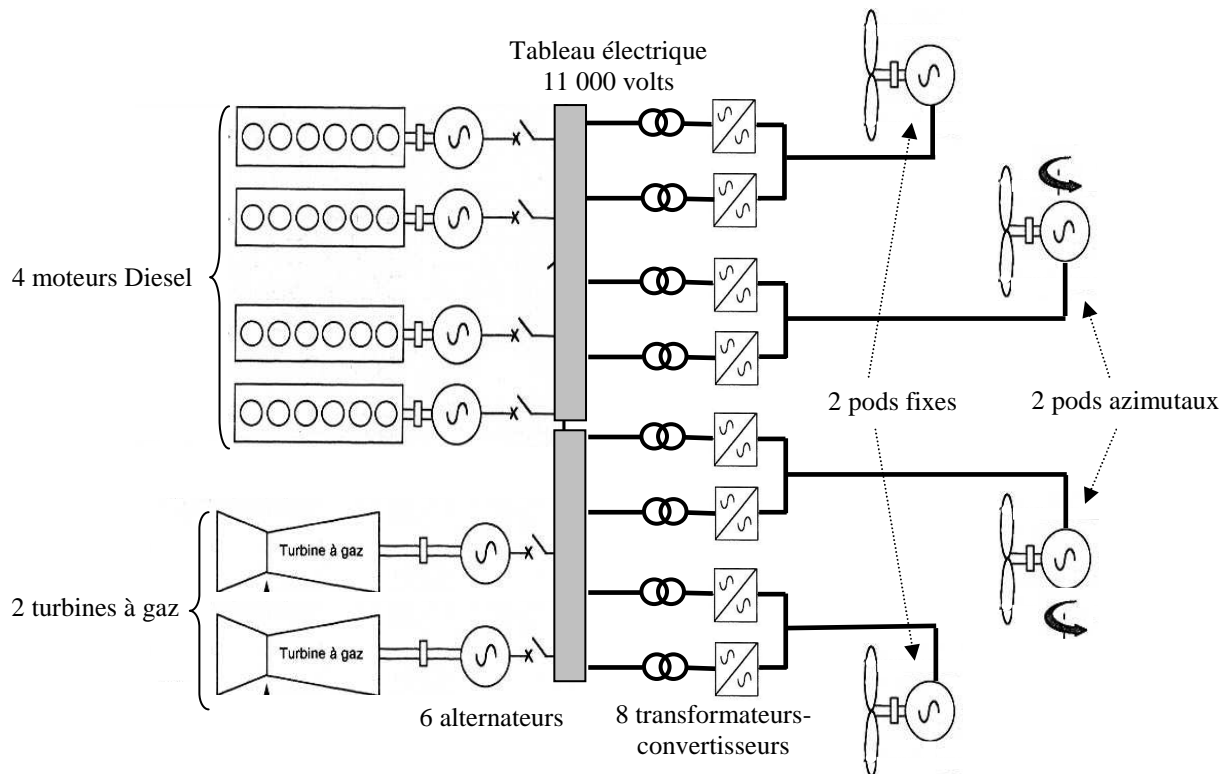 Tableau électrique
11 000 volts
4 moteurs Diesel
2 pods fixes
2 pods azimutaux
Turbine à gaz
2 turbines à gaz
Turbine à gaz
6 alternateurs
8 transformateurs-
convertisseurs